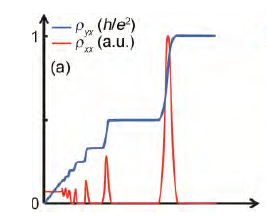 1
ρyx (h/e²)
ρxx (a.u.)
(a)
0